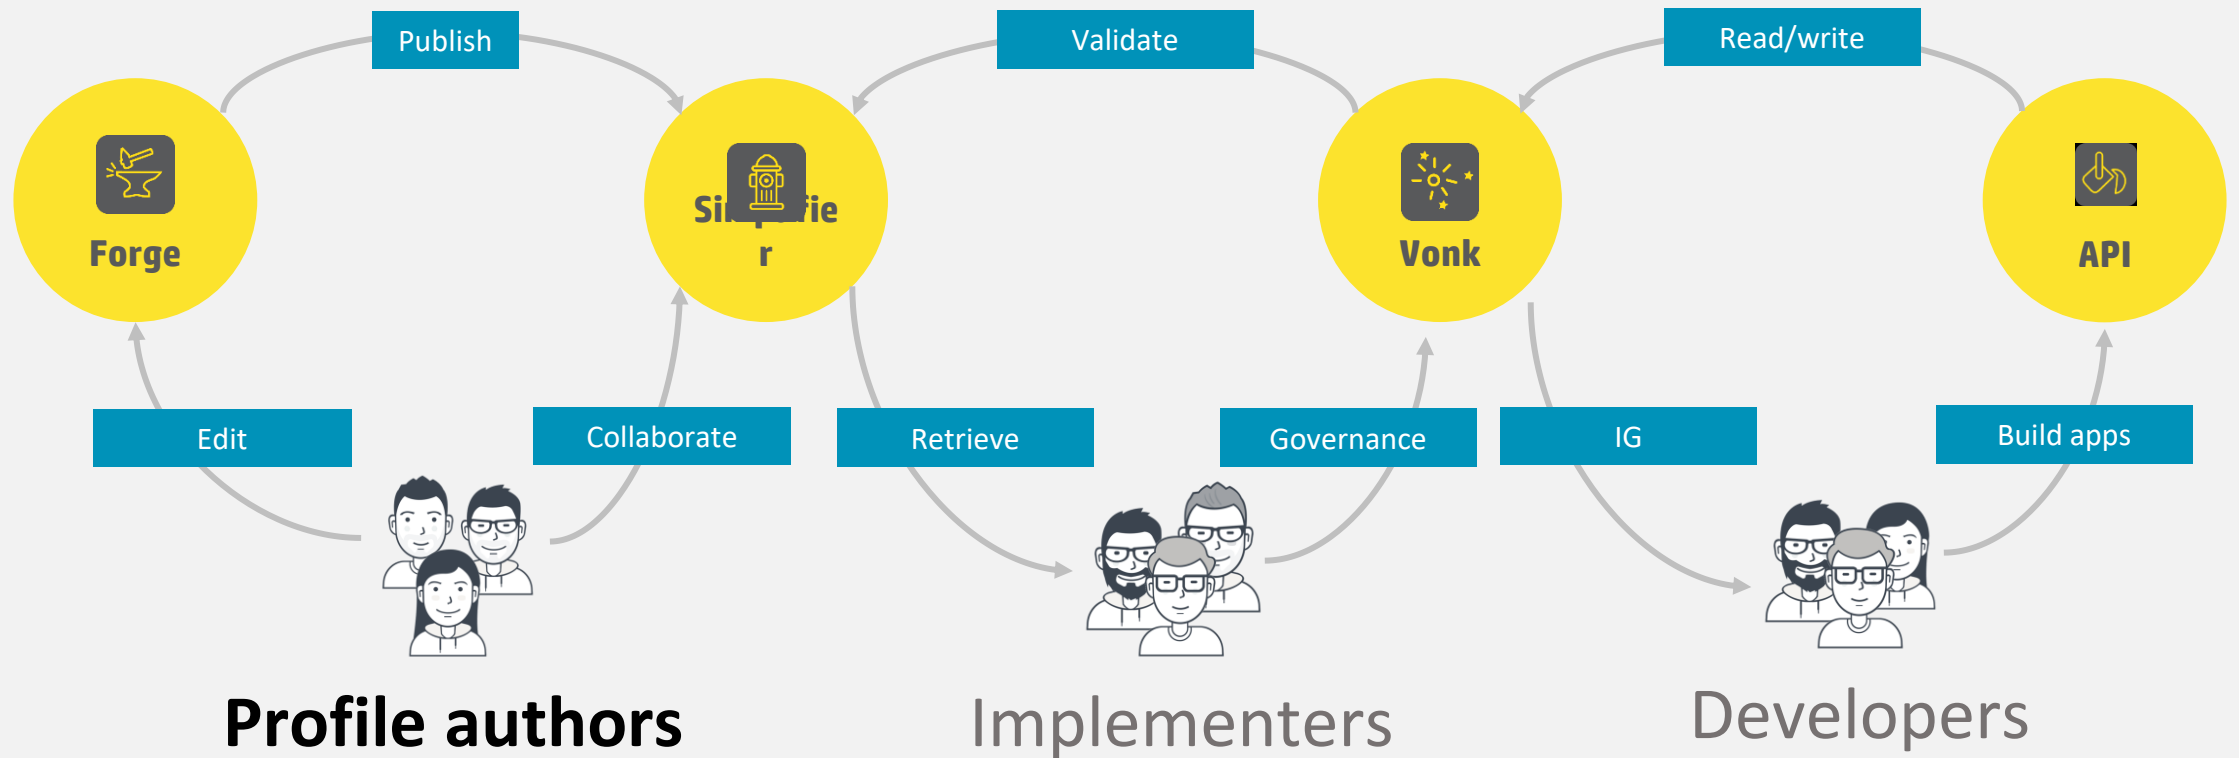 Publish
Validate
Read/write
Forge
Vonk
API
Edit
Collaborate
Retrieve
Governance
IG
Build apps
Profile authors
Implementers
Developers